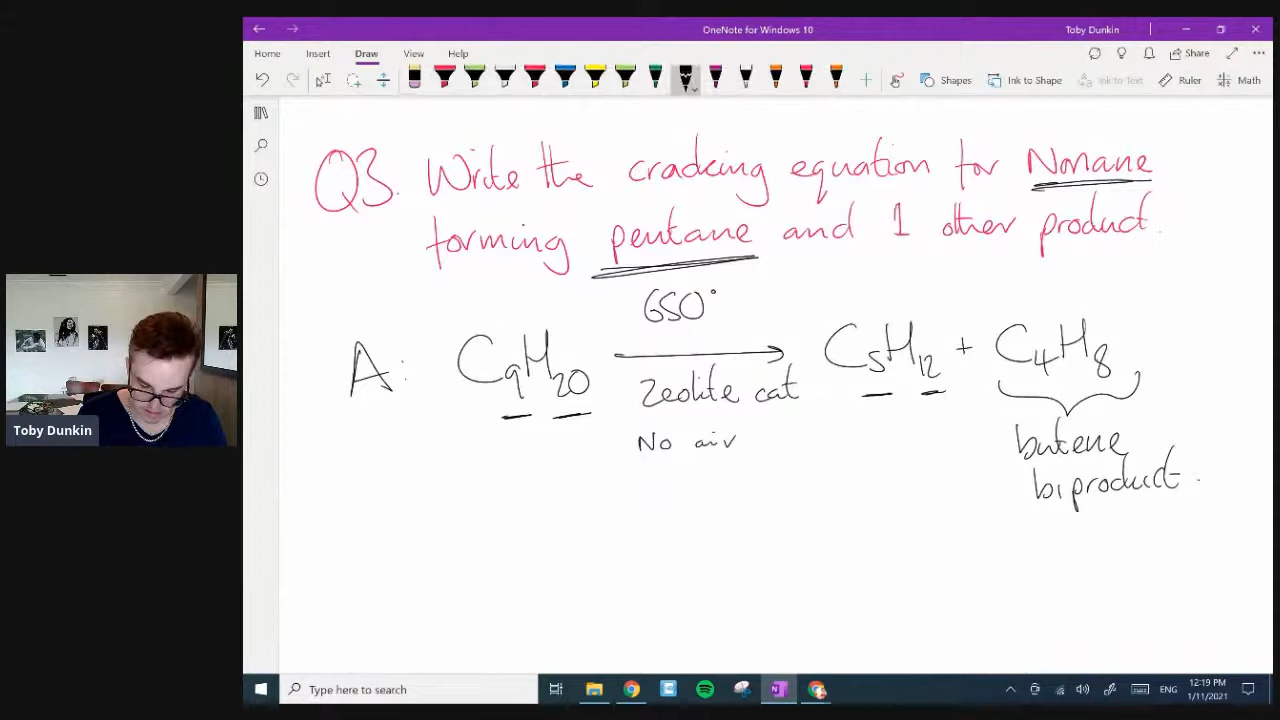 OneNote for Windows 10
Toby Dunkin
Home Insert Draw View Help
Share
Shapes Ink to Shape Ink to Text Ruler Math
Q3. Write the cracking equation for Nonane
forming pentane and 1 other product.
650°
A: C9H20 → C5H12 + C4H8
Zeolite cat
No air
butene
biproduct.
Toby Dunkin
Type here to search
ENG
12:19 PM
1/11/2021